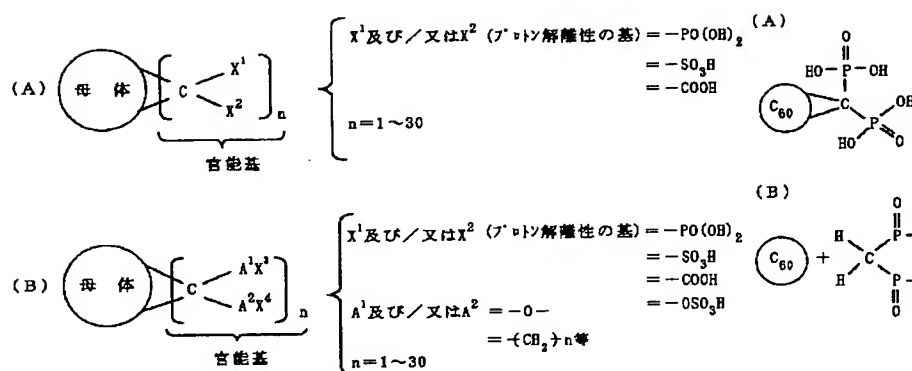 (A)
母体
C
X¹
X²
n
官能基
X¹及び/又はX² (プロトン解離性の基) =-PO(OH)₂
=-SO₃H
=-COOH
n=1~30
(B)
母体
C
A¹X³
A²X⁴
n
官能基
X¹及び/又はX² (プロトン解離性の基) =-PO(OH)₂
=-SO₃H
=-COOH
=-OSO₃H
A¹及び/又はA² =-O-
=-(CH₂)-n等
n=1~30
(A)
O
HO-P-OH
C₆₀
C
P
OH
HO
O
(B)
O
H
P-
C₆₀ +
C
H
P-
O